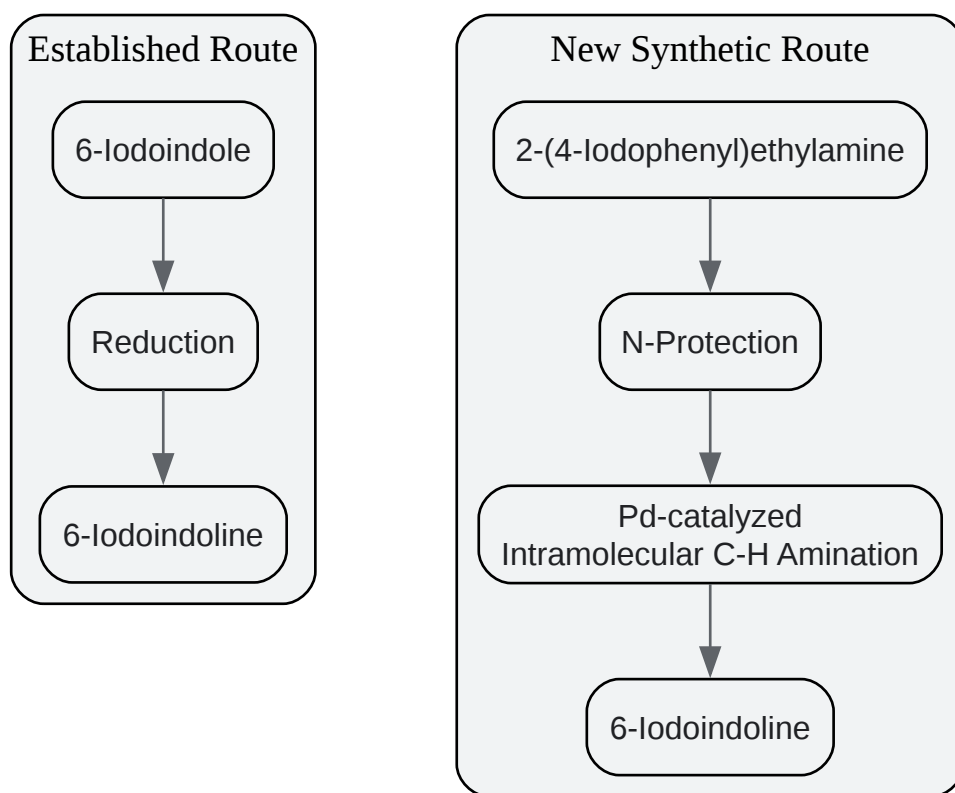 Established Route
6-Iodoindole
Reduction
6-Iodoindoline
New Synthetic Route
2-(4-Iodophenyl)ethylamine
N-Protection
Pd-catalyzed
Intramolecular C-H Amination
6-Iodoindoline